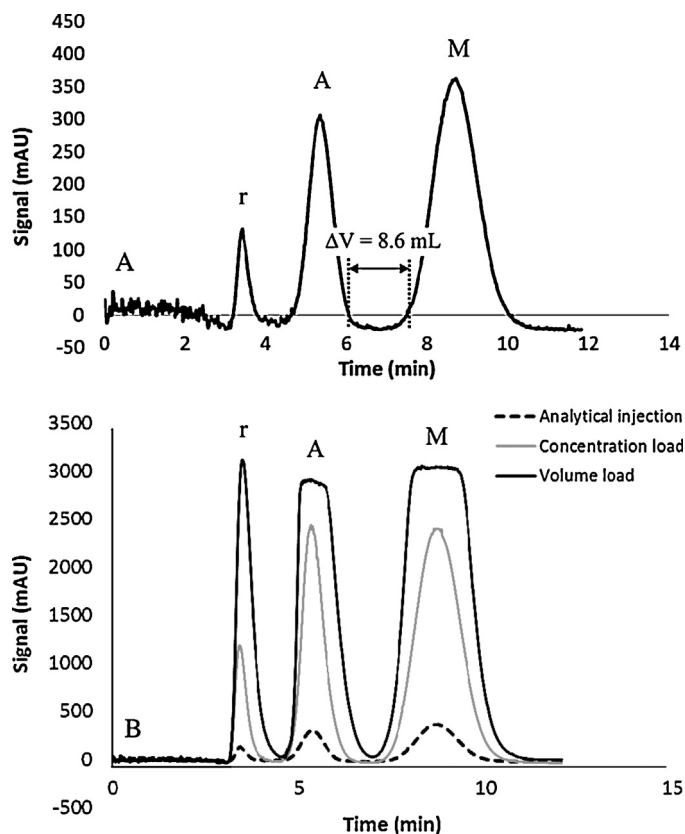 450
400
350
300
250
200
150
100
50
0
-50
Signal (mAU)
A
r
A
M
ΔV = 8.6 mL
0 2 4 6 8 10 12 14
Time (min)
3500
3000
2500
2000
1500
1000
500
0
-500
Signal (mAU)
B
r
A
M
Analytical injection
Concentration load
Volume load
0 5 10 15
Time (min)